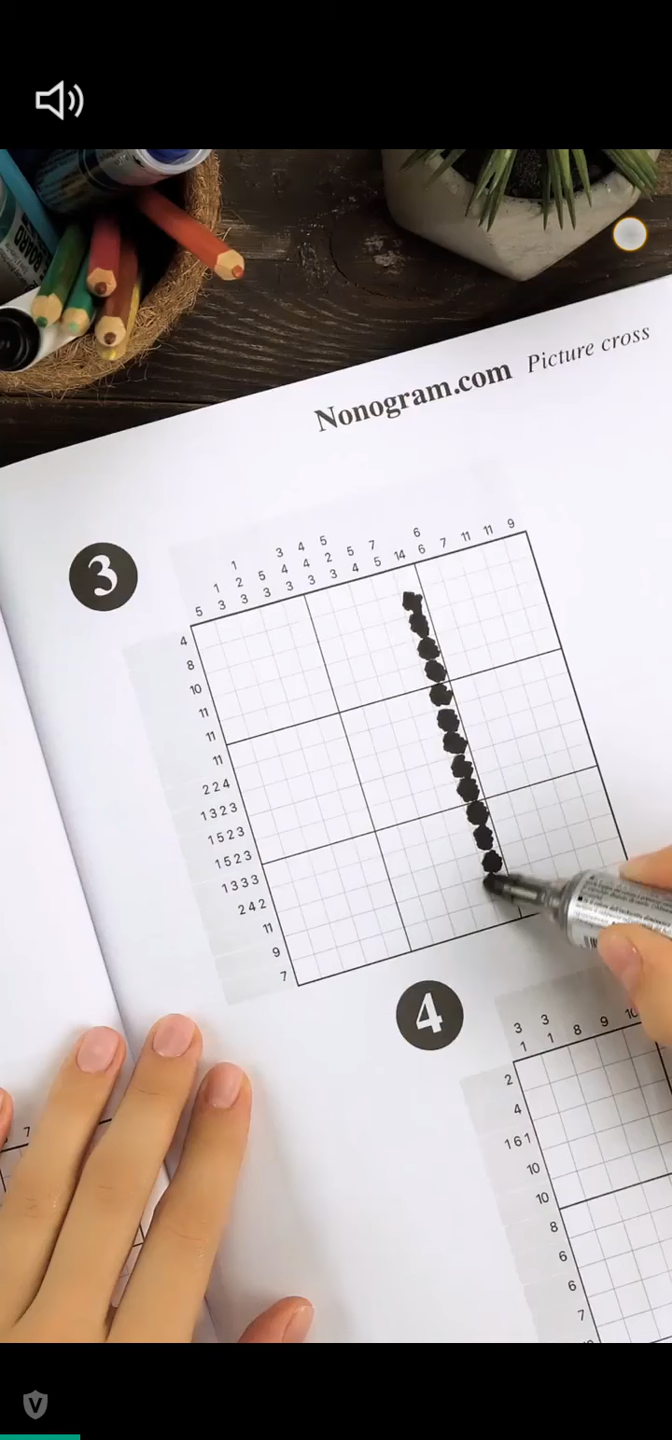 Nonogram.com Picture cross
3
1 4 5 6
1 2 5 3 4 2 5 7 6 7 11 11 9
5 3 3 3 3 3 3 4 5 14
4
8
10
11
11
11
2 2 4
1 3 2 3
1 5 2 3
1 5 2 3
1 3 3 3
2 4 2
11
9
7
4
3 3
1 1 8 9 10
2
4
1 6 1
10
10
8
6
6
7
7
V